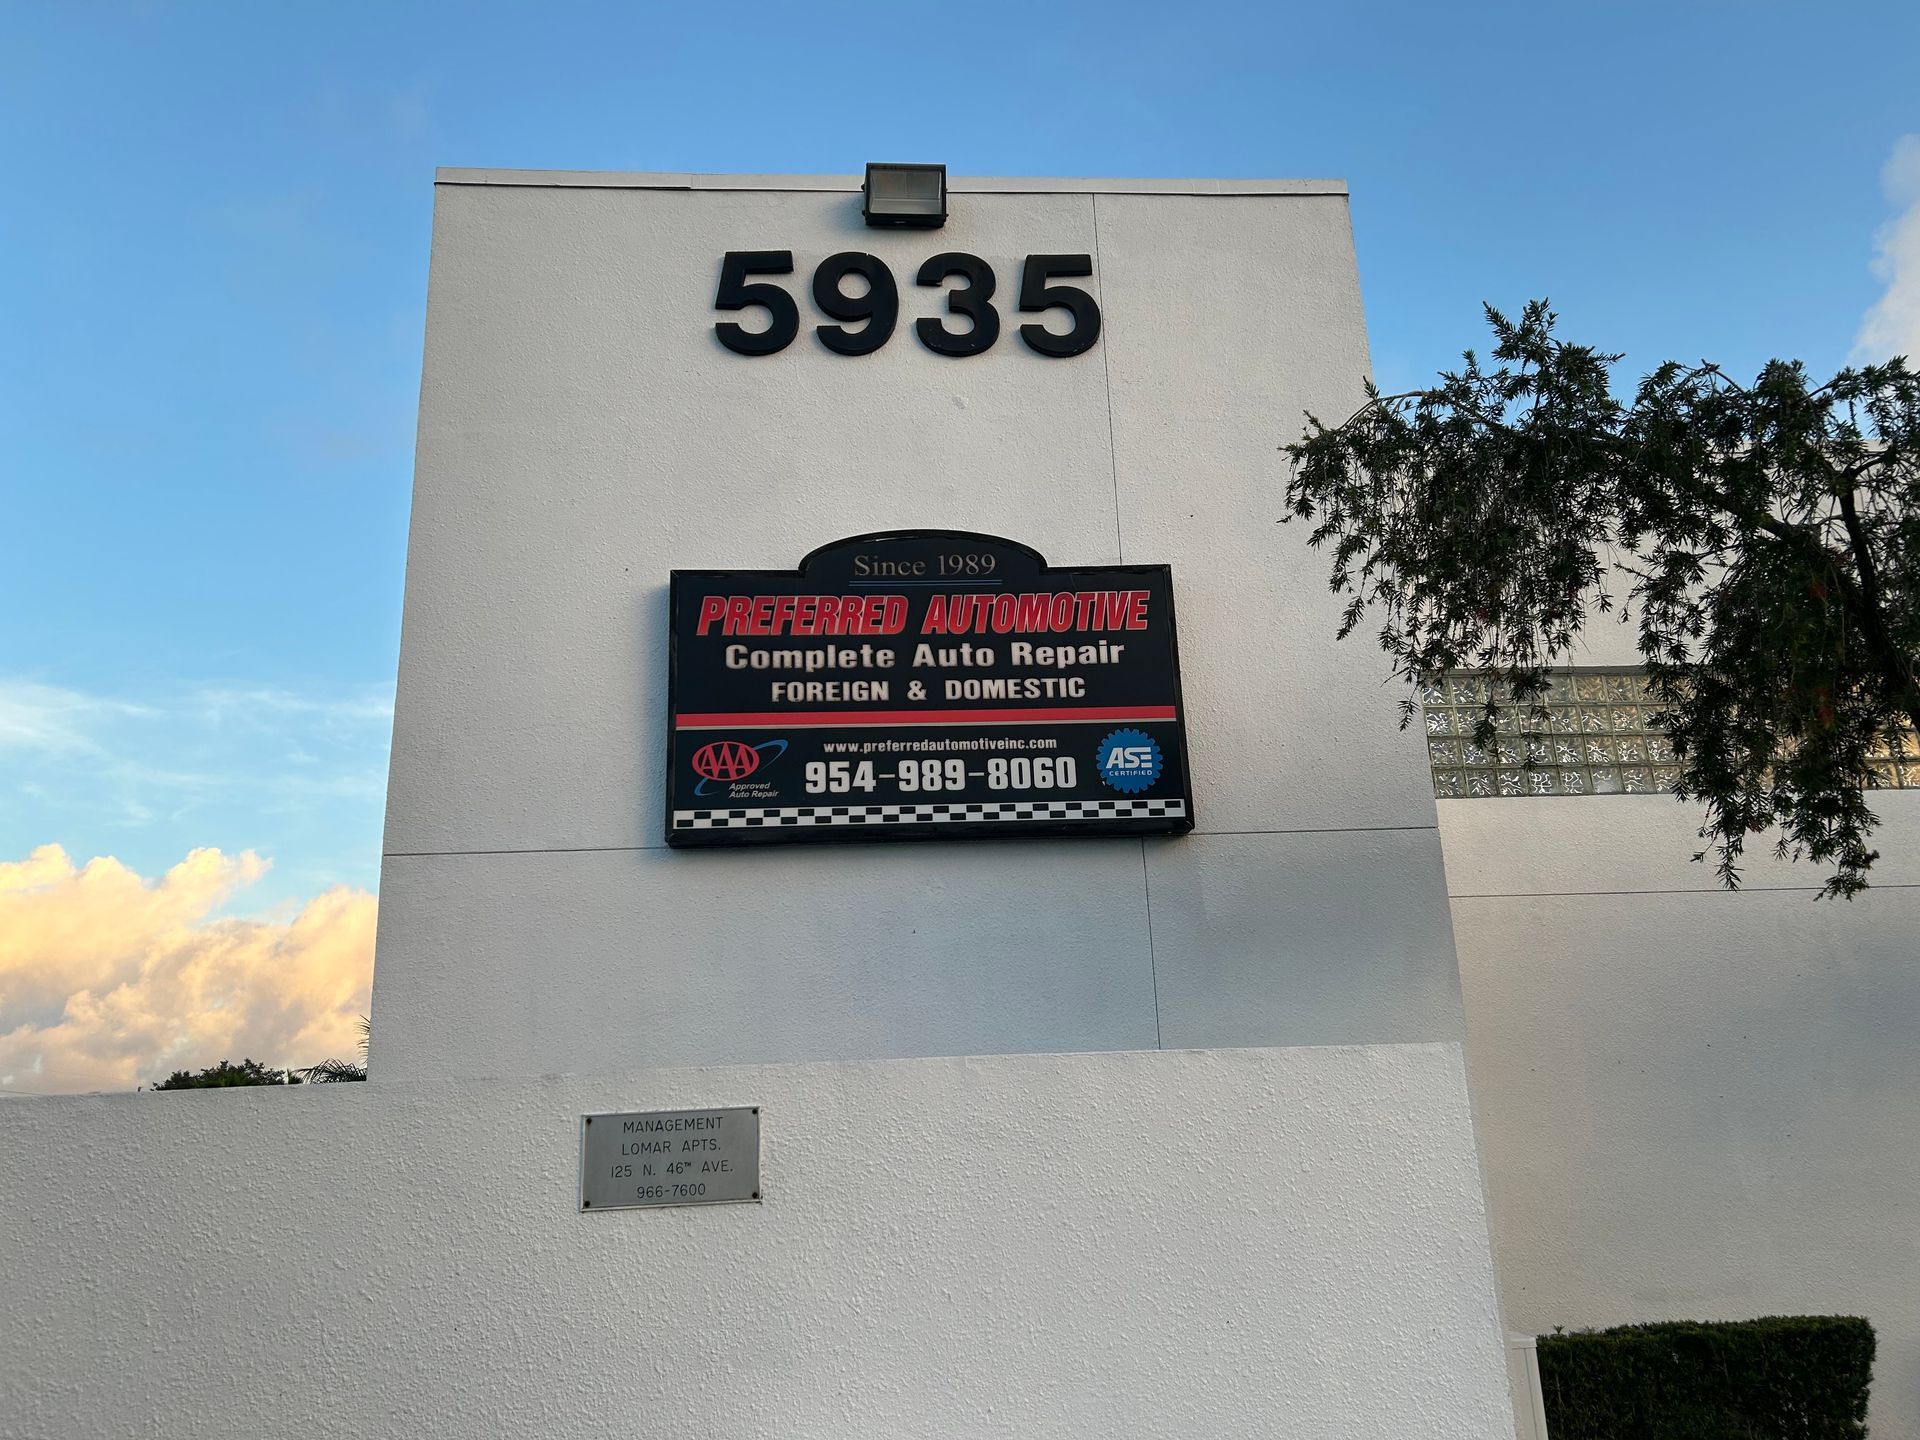 5935
Since 1989
PREFERRED AUTOMOTIVE
Complete Auto Repair
FOREIGN & DOMESTIC
AAA
Approved
Auto Repair
www.preferredautomotiveinc.com
954-989-8060
ASE
CERTIFIED
MANAGEMENT
LOMAR APTS.
125 N. 46TH AVE.
966-7600